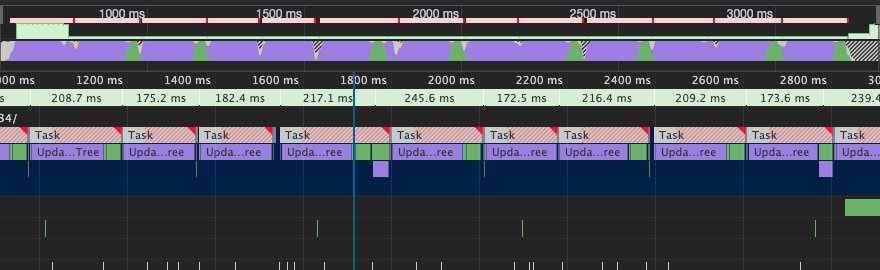 1000 ms 1500 ms 2000 ms 2500 ms 3000 ms
000 ms 1200 ms 1400 ms 1600 ms 1800 ms 2000 ms 2200 ms 2400 ms 2600 ms 2800 ms 30
s 208.7 ms 175.2 ms 182.4 ms 217.1 ms 245.6 ms 172.5 ms 216.4 ms 209.2 ms 173.6 ms 239.4
34/
Task Task Task Task Task Task Task Task Task Task
Upda…Tree Upda…ree Upda…ree Upda…ree Upda…ree Upda…ree Upda…ree Upda…ree Upda…ree Upda…